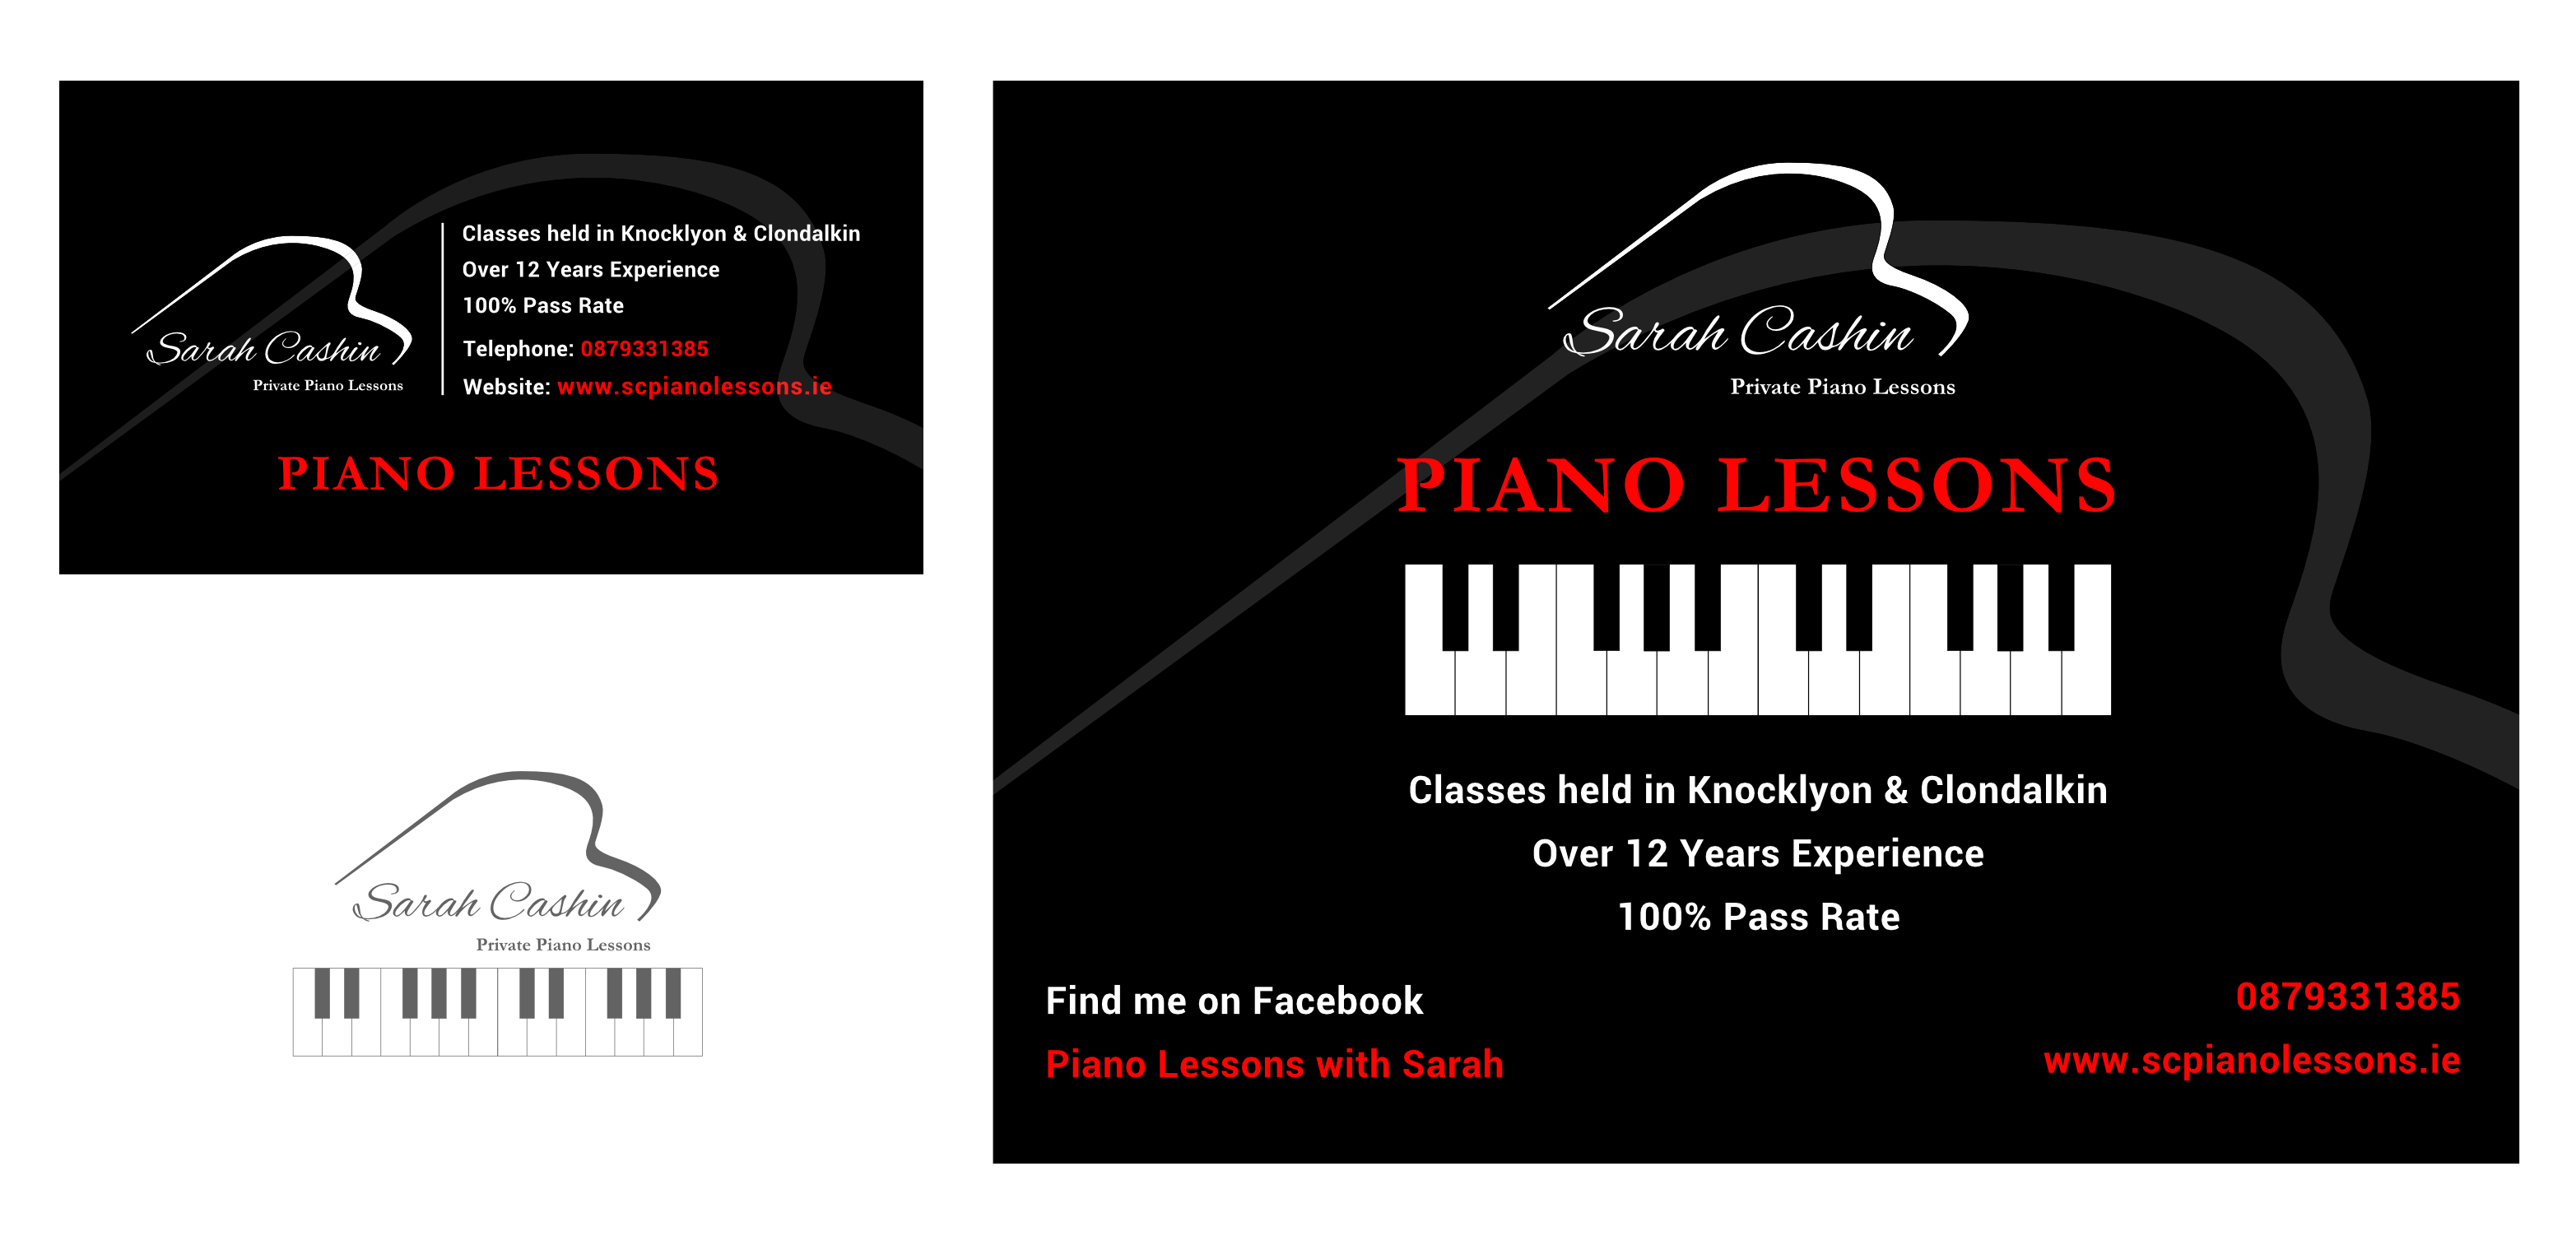 Sarah Cashin
Private Piano Lessons
Classes held in Knocklyon & Clondalkin
Over 12 Years Experience
100% Pass Rate
Telephone: 0879331385
Website: www.scpianolessons.ie
PIANO LESSONS
Sarah Cashin
Private Piano Lessons
Sarah Cashin
Private Piano Lessons
PIANO LESSONS
Classes held in Knocklyon & Clondalkin
Over 12 Years Experience
100% Pass Rate
Find me on Facebook
Piano Lessons with Sarah
0879331385
www.scpianolessons.ie